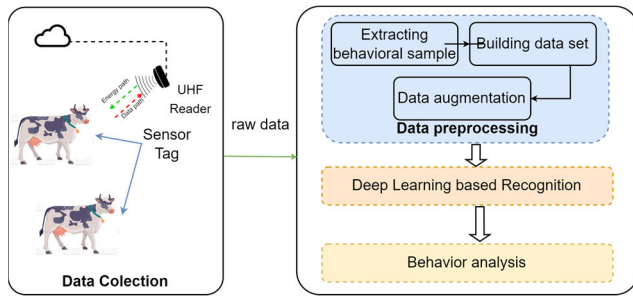 Energy path
Data path
UHF
Reader
Sensor
Tag
Data Colection
raw data
Extracting
behavioral sample
Building data set
Data augmentation
Data preprocessing
Deep Learning based Recognition
Behavior analysis